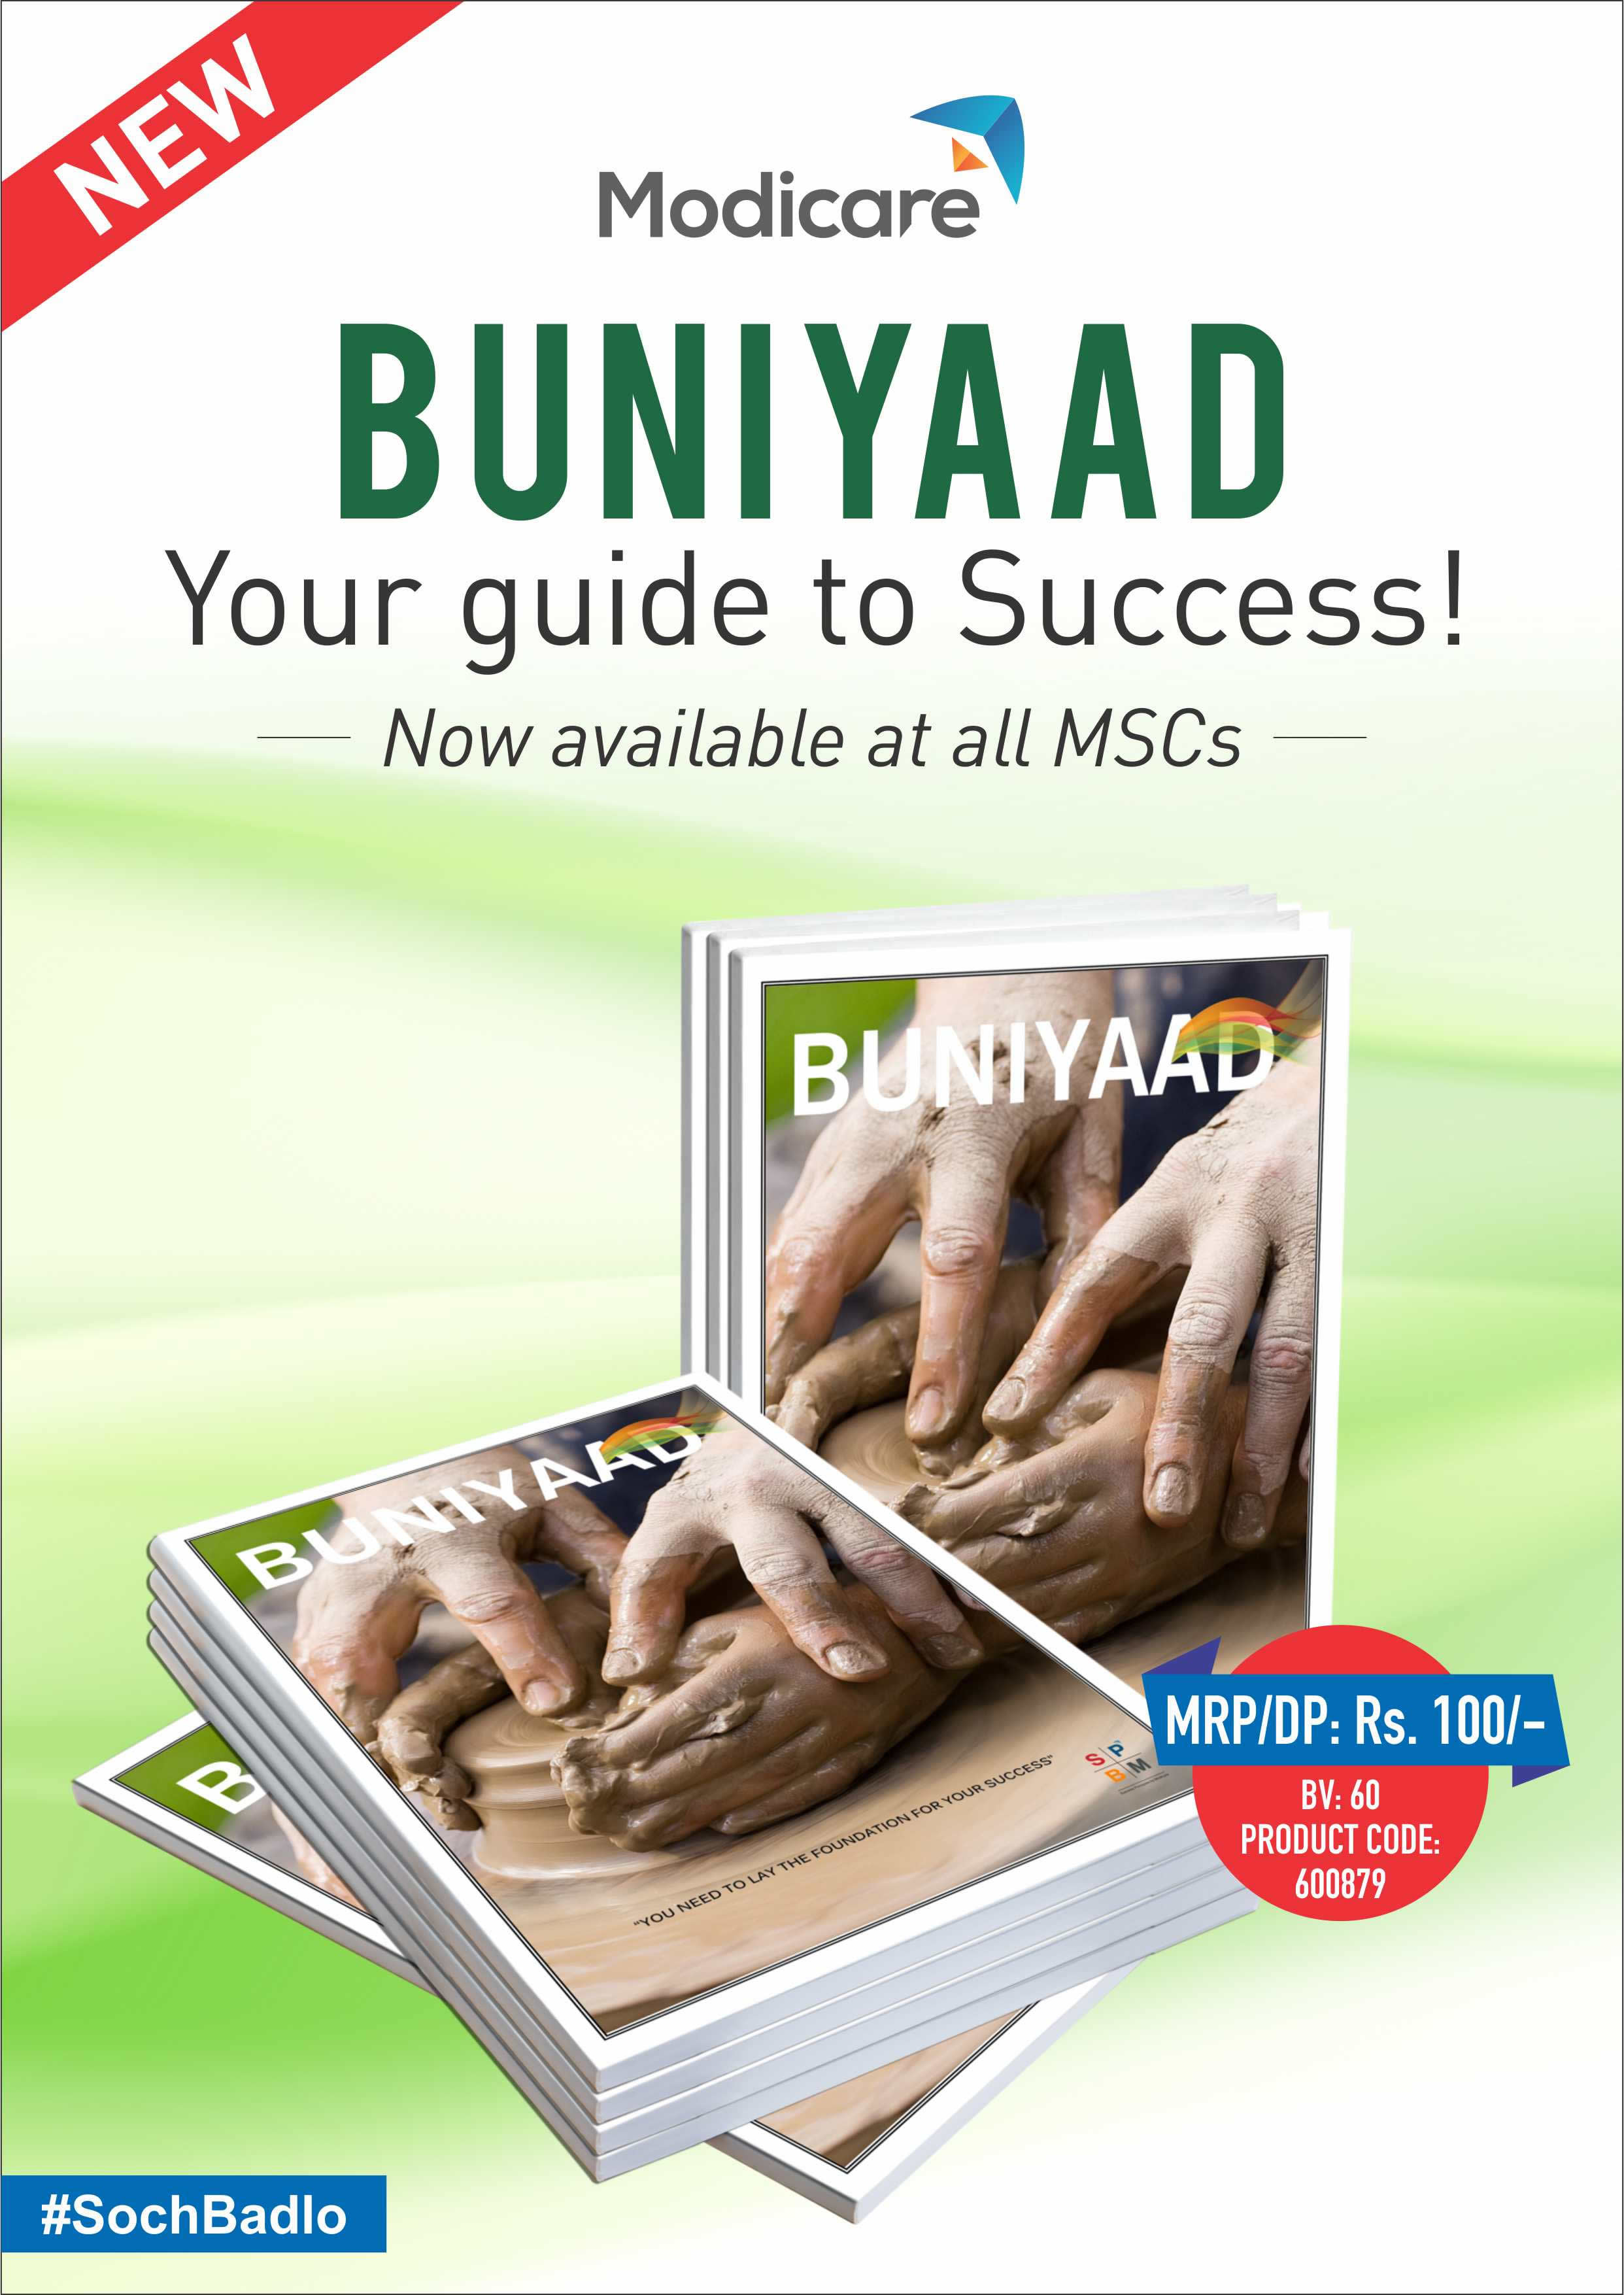 NEW
Modicare
BUNIYAAD
Your guide to Success!
Now available at all MSCs
BUNIYAAD
BUNIYAAD
B
"YOU NEED TO LAY THE FOUNDATION FOR YOUR SUCCESS"
S P
B M
MRP/DP: Rs. 100/-
BV: 60
PRODUCT CODE:
600879
#SochBadlo